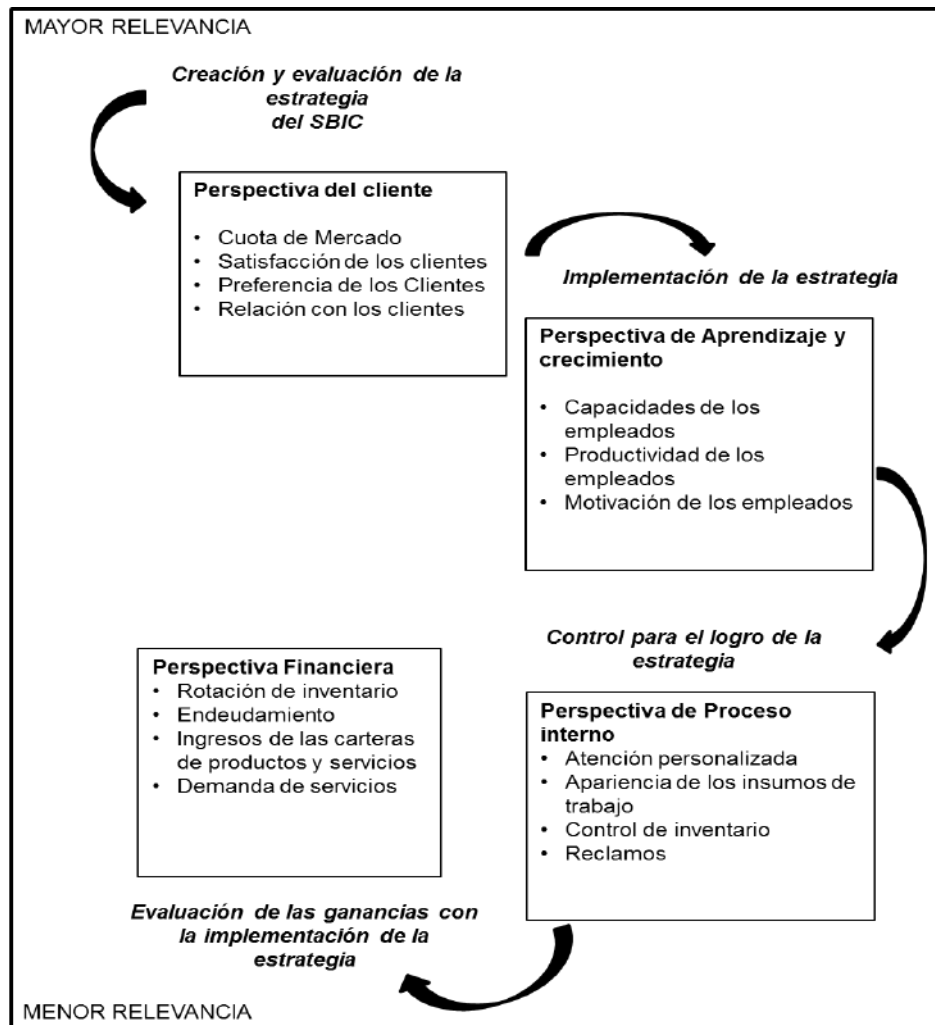 MAYOR RELEVANCIA
Creación y evaluación de la
estrategia
del SBIC
Perspectiva del cliente
• Cuota de Mercado
• Satisfacción de los clientes
• Preferencia de los Clientes
• Relación con los clientes
Implementación de la estrategia
Perspectiva de Aprendizaje y
crecimiento
• Capacidades de los
empleados
• Productividad de los
empleados
• Motivación de los empleados
Control para el logro de la
estrategia
Perspectiva de Proceso
interno
• Atención personalizada
• Apariencia de los insumos de
trabajo
• Control de inventario
• Reclamos
Perspectiva Financiera
• Rotación de inventario
• Endeudamiento
• Ingresos de las carteras
de productos y servicios
• Demanda de servicios
Evaluación de las ganancias con
la implementación de la
estrategia
MENOR RELEVANCIA